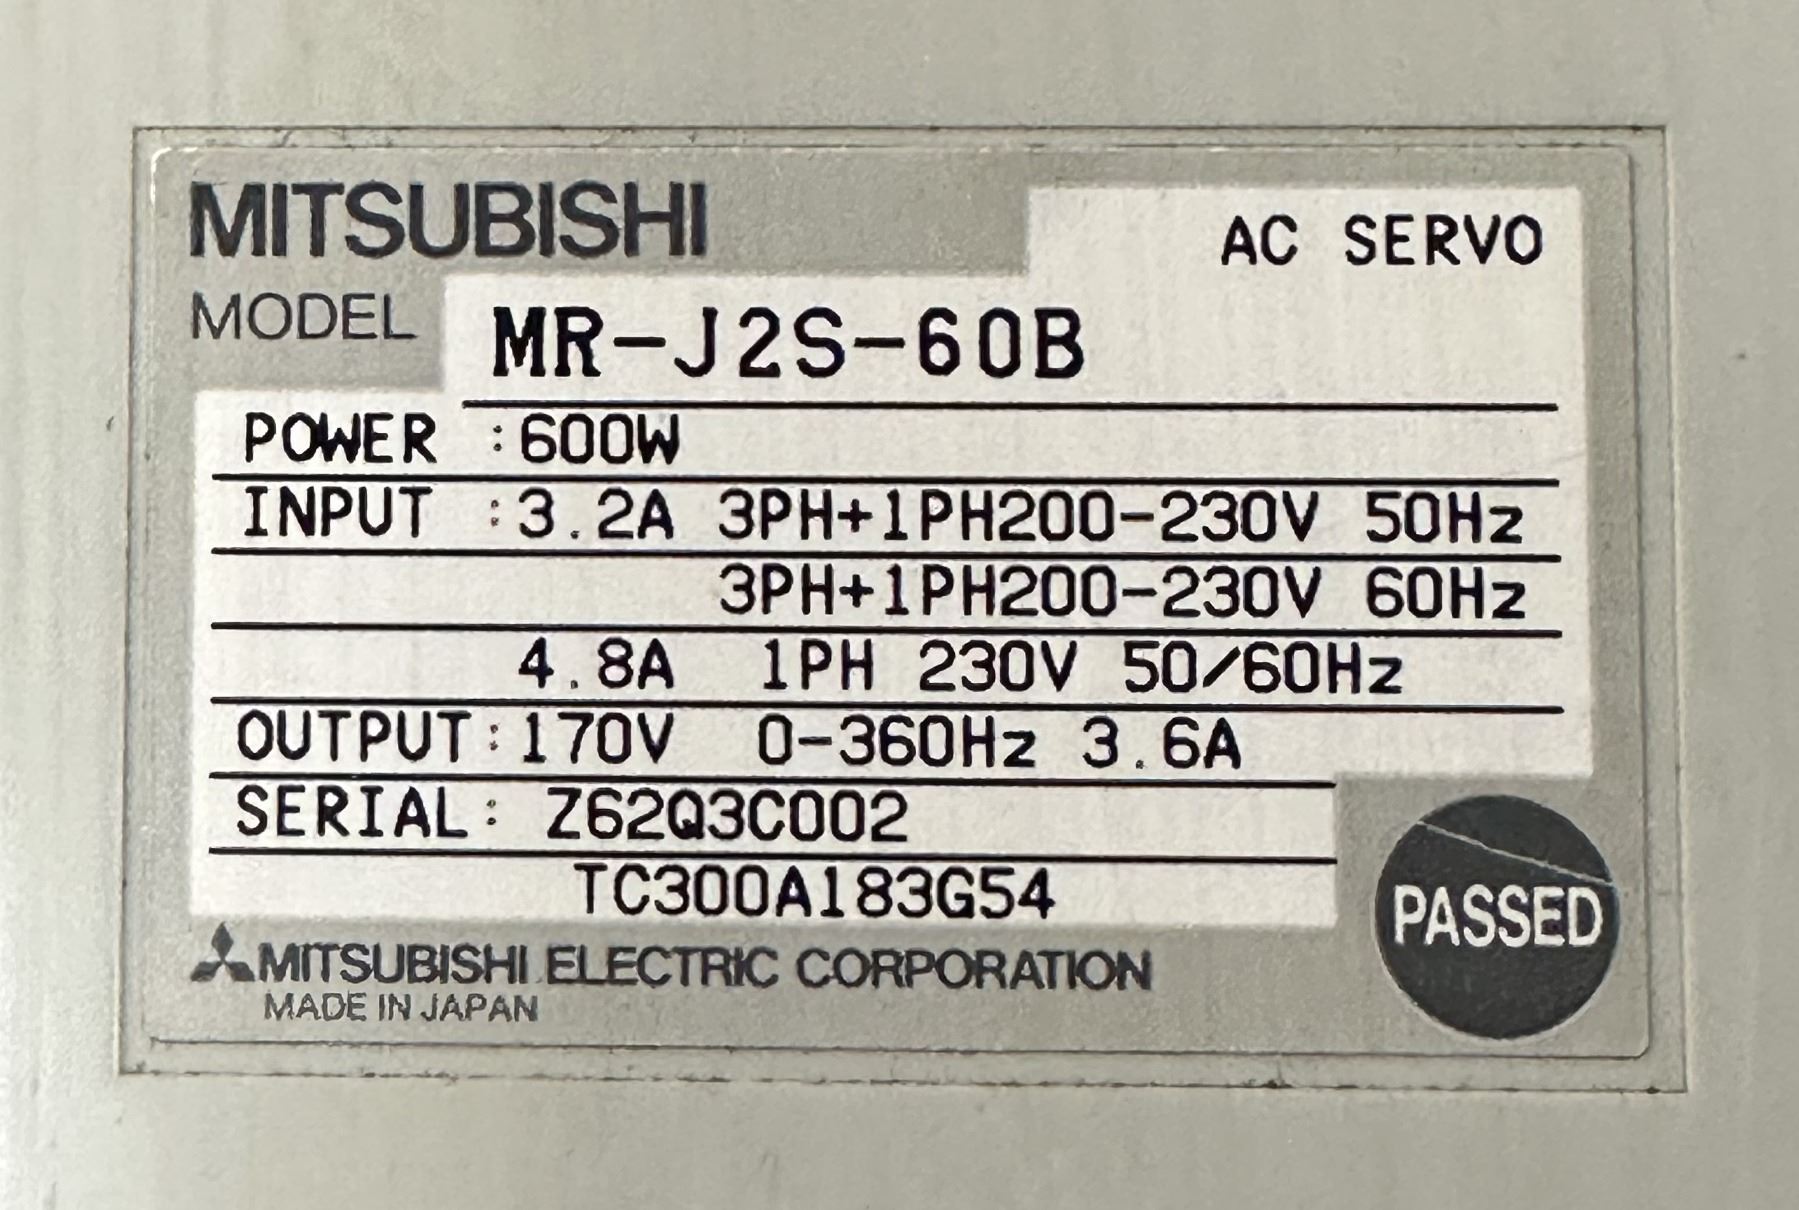 MITSUBISHI
AC SERVO
MODEL MR-J2S-60B
POWER :600W
INPUT :3.2A 3PH+1PH200-230V 50Hz
3PH+1PH200-230V 60Hz
4.8A 1PH 230V 50/60Hz
OUTPUT:170V 0-360Hz 3.6A
SERIAL: Z62Q3C002
TC300A183G54
PASSED
MITSUBISHI ELECTRIC CORPORATION
MADE IN JAPAN